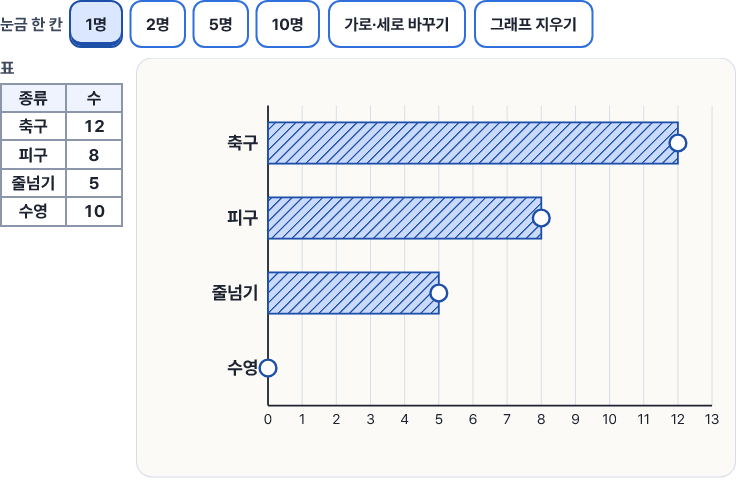 눈금 한 칸 1명 2명 5명 10명 가로·세로 바꾸기 그래프 지우기
표
종류 수
축구 12
피구 8
줄넘기 5
수영 10
축구
피구
줄넘기
수영
0 1 2 3 4 5 6 7 8 9 10 11 12 13